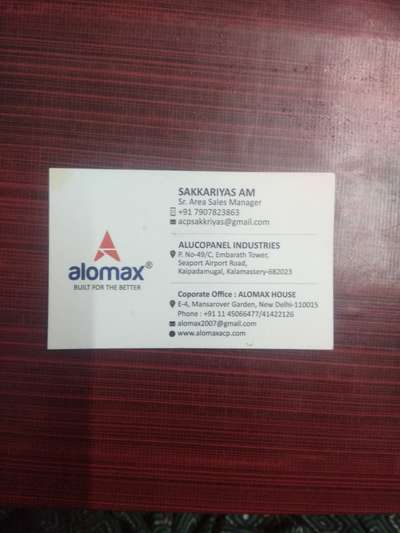 SAKKARIYAS AM
Sr. Area Sales Manager
+91 7907823863
acpsakkriyas@gmail.com
ALUCOPANEL INDUSTRIES
P. No-49/C, Embarath Tower,
Seaport Airport Road,
Kaipadamugal, Kalamastery-682023
alomax®
BUILT FOR THE BETTER
Coporate Office : ALOMAX HOUSE
E-4, Mansarover Garden, New Delhi-110015
Phone : +91 11 45066477/41422126
alomax2007@gmail.com
www.alomaxacp.com